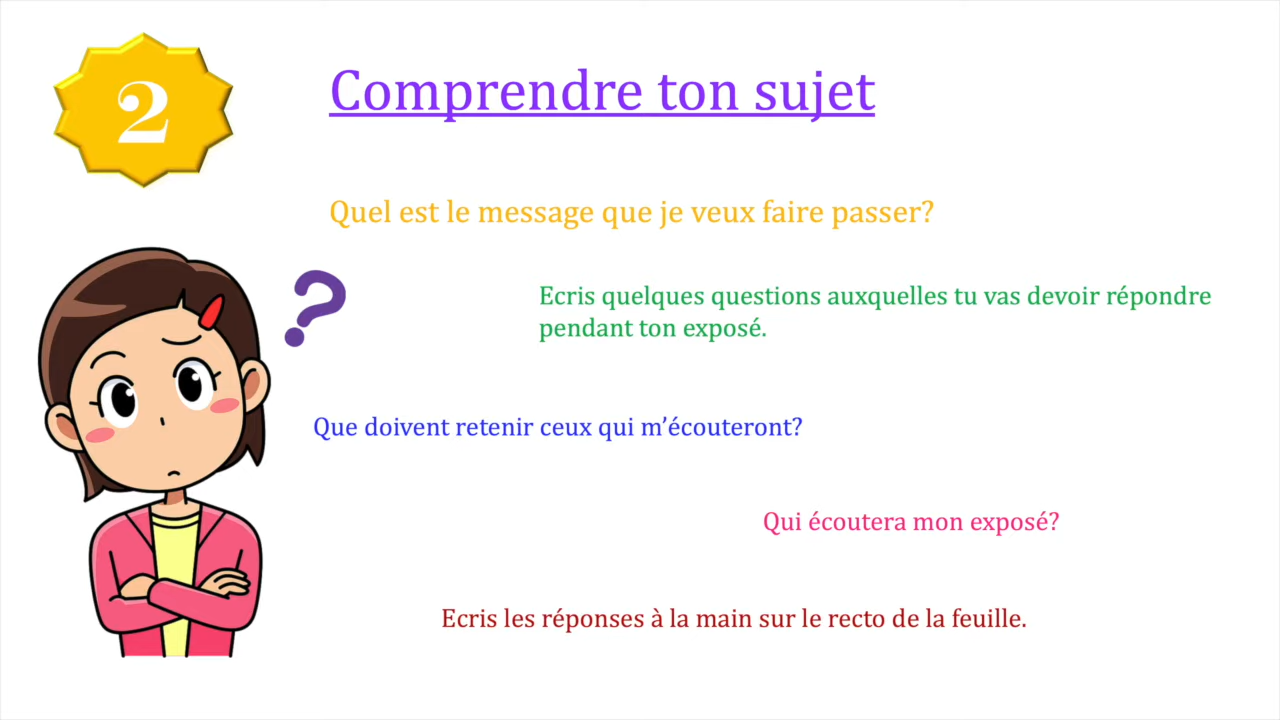 2
Comprendre ton sujet
Quel est le message que je veux faire passer?
Ecris quelques questions auxquelles tu vas devoir répondre
pendant ton exposé.
Que doivent retenir ceux qui m’écouteront?
Qui écoutera mon exposé?
Ecris les réponses à la main sur le recto de la feuille.